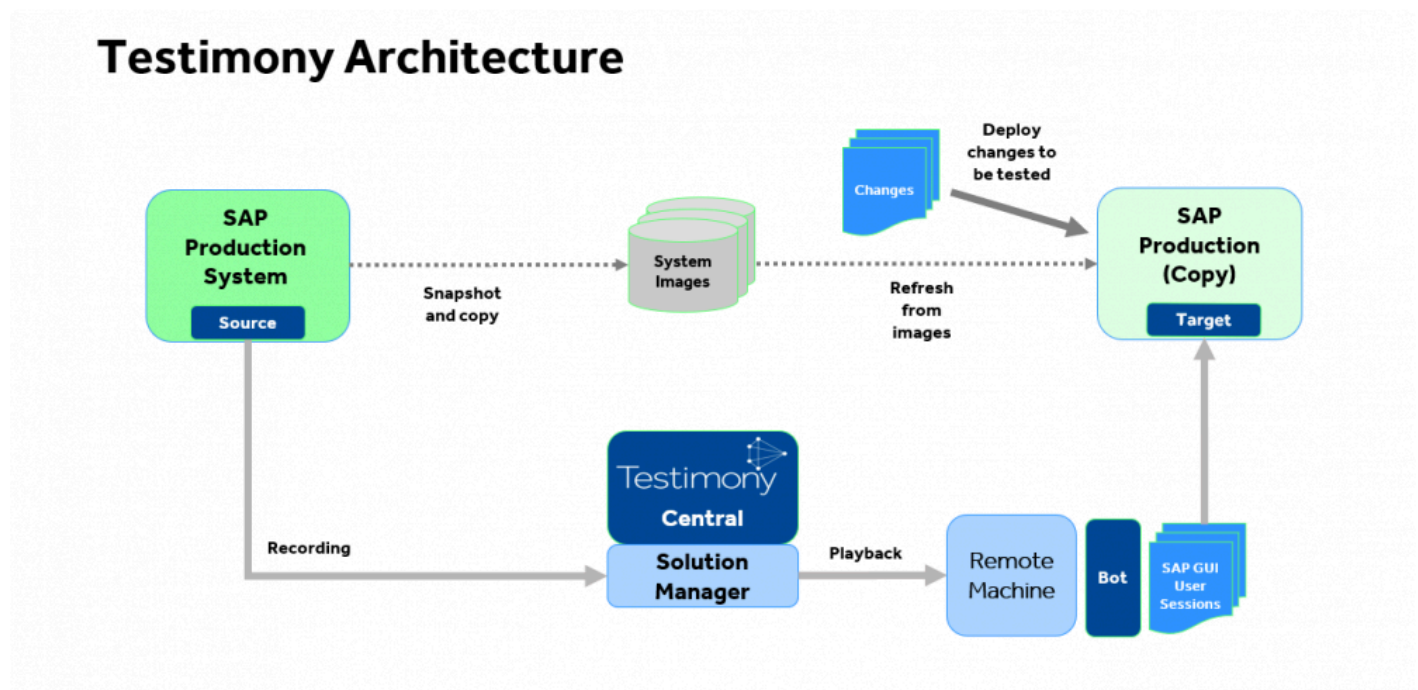 Testimony Architecture
Deploy
changes to
be tested
Changes
SAP
Production
System
Source
Snapshot
and copy
System
Images
Refresh
from
images
SAP
Production
(Copy)
Target
Recording
Testimony
Central
Solution
Manager
Playback
Remote
Machine
Bot
SAP GUI
User
Sessions